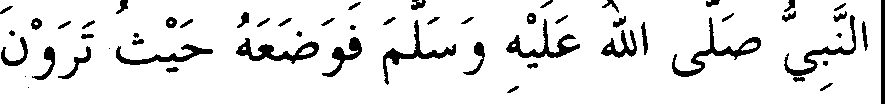 النَّبِيُّ صَلَّى اللهُ عَلَيْهِ وَسَلَّمَ فَوَضَعَهُ حَيْثُ تَرَوْنَ